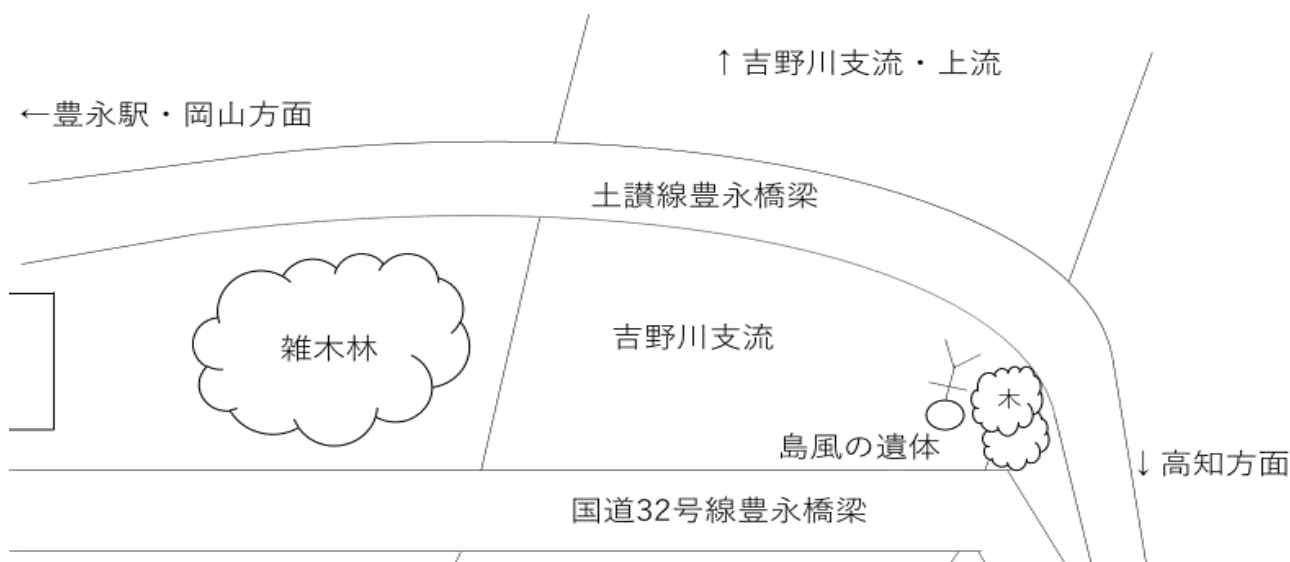 ↑吉野川支流・上流
←豊永駅・岡山方面
土讃線豊永橋梁
吉野川支流
雑木林
木
島風の遺体
↓高知方面
国道32号線豊永橋梁